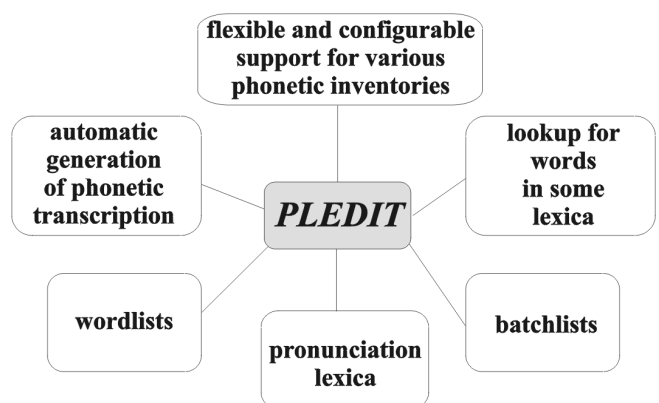 flexible and configurable
support for various
phonetic inventories
automatic
generation
of phonetic
transcription
lookup for
words
in some
lexica
PLEDIT
wordlists
batchlists
pronunciation
lexica